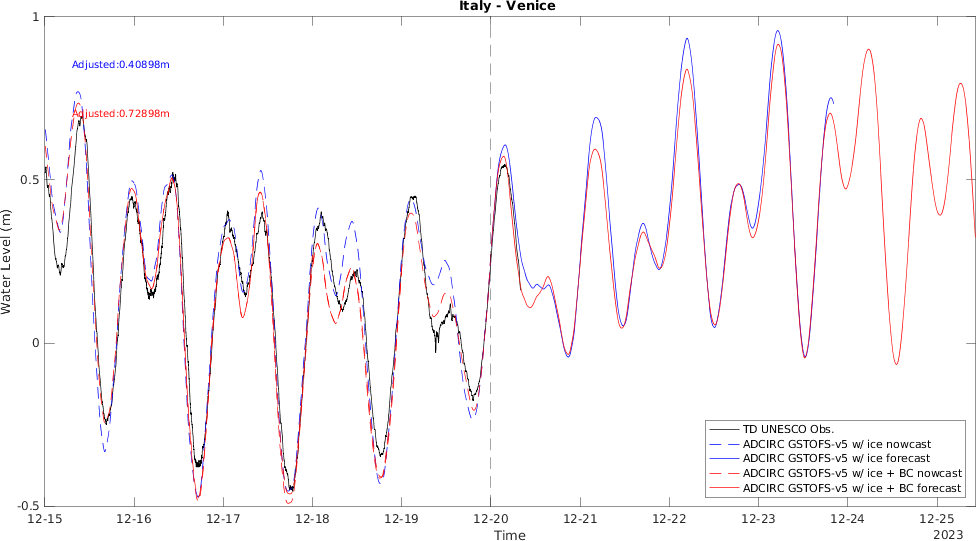 Italy - Venice
1
Adjusted:0.40898m
Adjusted:0.72898m
0.5
Water Level (m)
0
-0.5
TD UNESCO Obs.
ADCIRC GSTOFS-v5 w/ ice nowcast
ADCIRC GSTOFS-v5 w/ ice forecast
ADCIRC GSTOFS-v5 w/ ice + BC nowcast
ADCIRC GSTOFS-v5 w/ ice + BC forecast
12-15 12-16 12-17 12-18 12-19 12-20 12-21 12-22 12-23 12-24 12-25
Time 2023